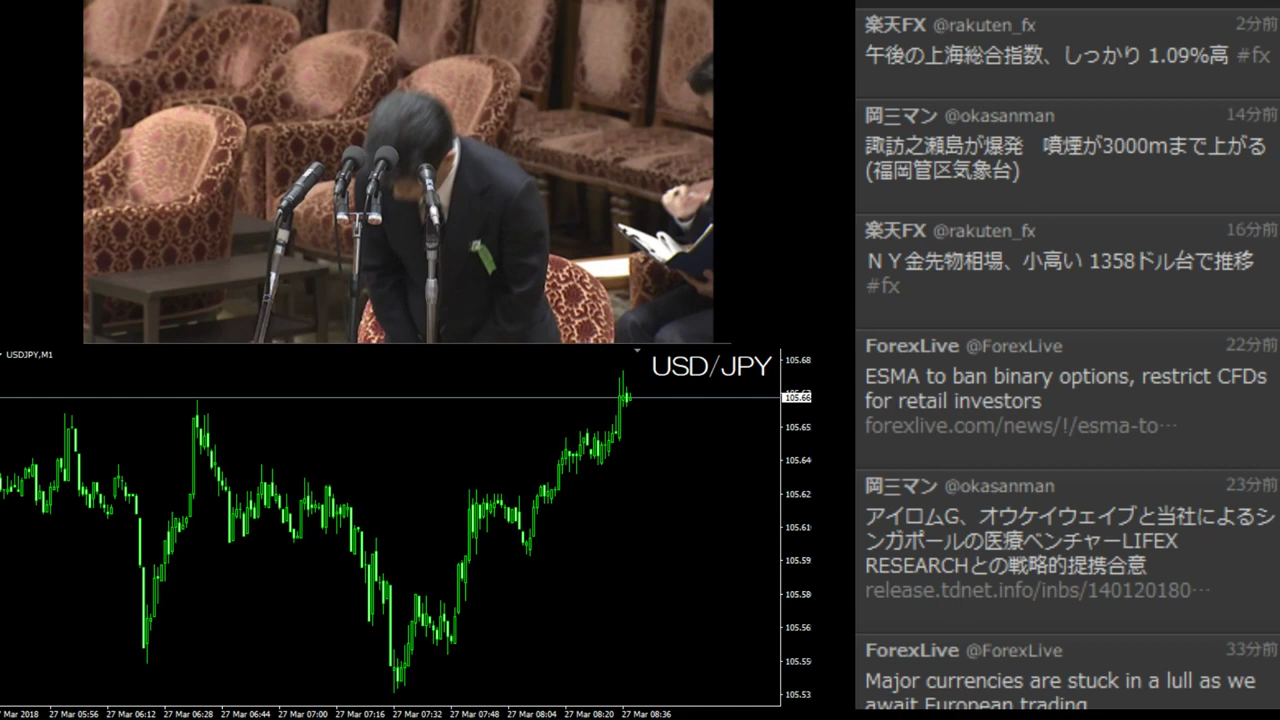 楽天FX @rakuten_fx 2分前
午後の上海総合指数、しっかり 1.09%高 #fx
岡三マン @okasanman 14分前
諏訪之瀬島が爆発 噴煙が3000mまで上がる
(福岡管区気象台)
楽天FX @rakuten_fx 16分前
ＮＹ金先物相場、小高い 1358ドル台で推移
#fx
ForexLive @ForexLive 22分前
ESMA to ban binary options, restrict CFDs
for retail investors
forexlive.com/news/!/esma-to…
岡三マン @okasanman 23分前
アイロムG、オウケイウェイブと当社によるシ
ンガポールの医療ベンチャーLIFEX
RESEARCHとの戦略的提携合意
release.tdnet.info/inbs/140120180…
ForexLive @ForexLive 33分前
Major currencies are stuck in a lull as we
await European trading
USDJPY,M1
USD/JPY
105.68
105.66
105.65
105.64
105.62
105.61
105.59
105.58
105.56
105.55
105.53
Mar 2018 27 Mar 05:56 27 Mar 06:12 27 Mar 06:28 27 Mar 06:44 27 Mar 07:00 27 Mar 07:16 27 Mar 07:32 27 Mar 07:48 27 Mar 08:04 27 Mar 08:20 27 Mar 08:36